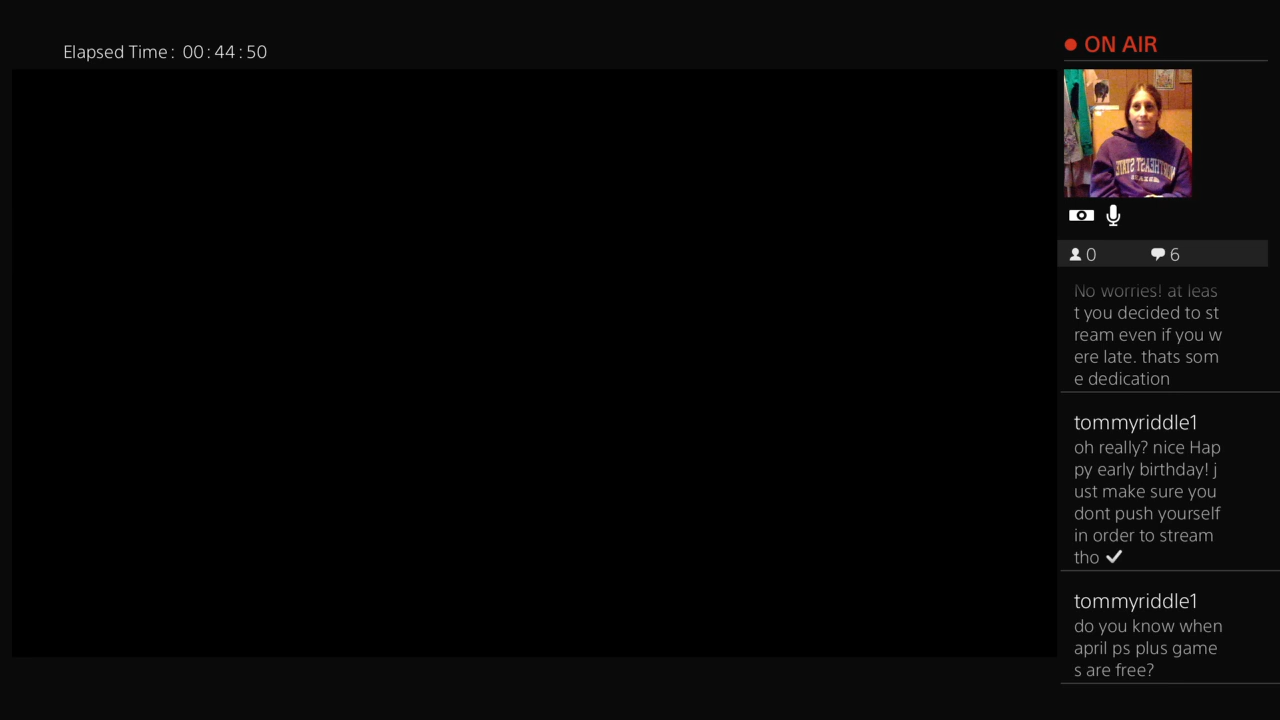 Elapsed Time: 00:44:50
ON AIR
NORTHEAST STATE
0 6
No worries! at leas
t you decided to st
ream even if you w
ere late. thats som
e dedication
tommyriddle1
oh really? nice Hap
py early birthday! j
ust make sure you
dont push yourself
in order to stream
tho ✔
tommyriddle1
do you know when
april ps plus game
s are free?